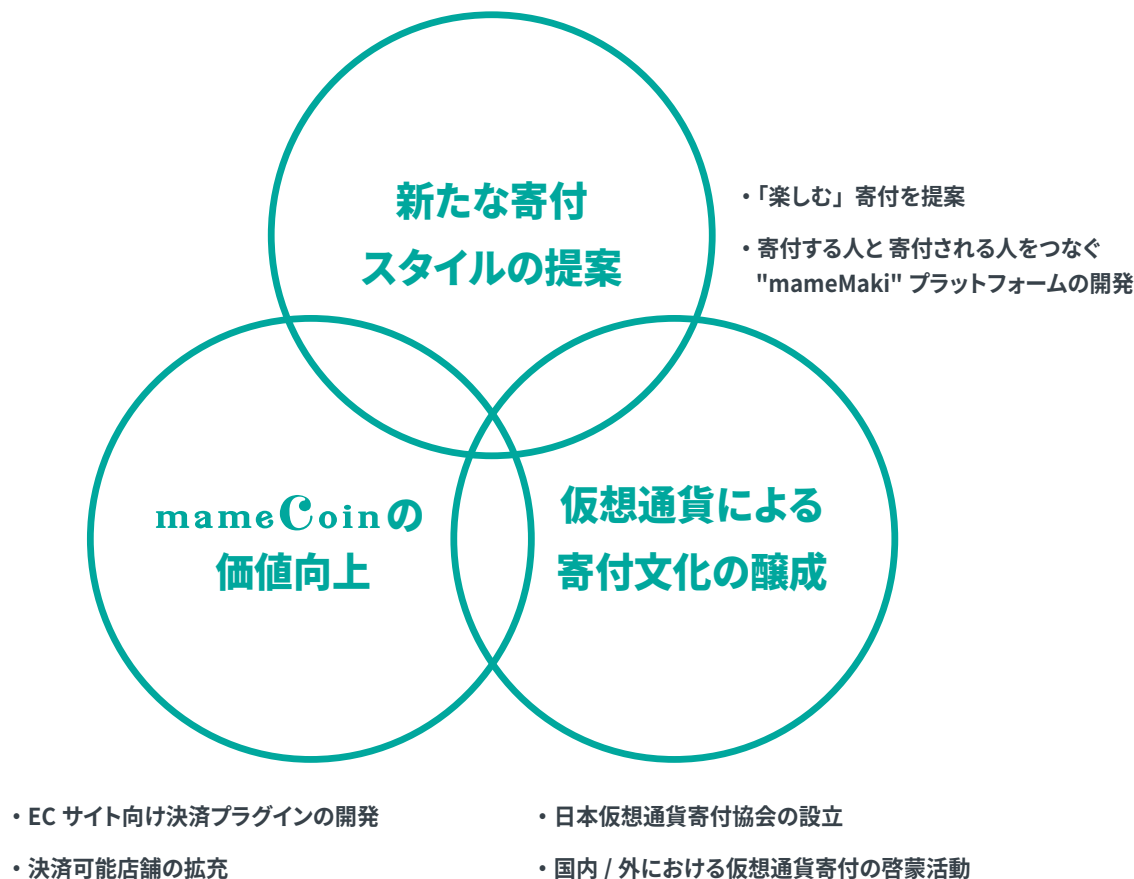 新たな寄付
スタイルの提案
・「楽しむ」寄付を提案
・寄付する人と 寄付される人をつなぐ
"mameMaki" プラットフォームの開発
mameCoinの
価値向上
仮想通貨による
寄付文化の醸成
・EC サイト向け決済プラグインの開発
・決済可能店舗の拡充
・日本仮想通貨寄付協会の設立
・国内 / 外における仮想通貨寄付の啓蒙活動